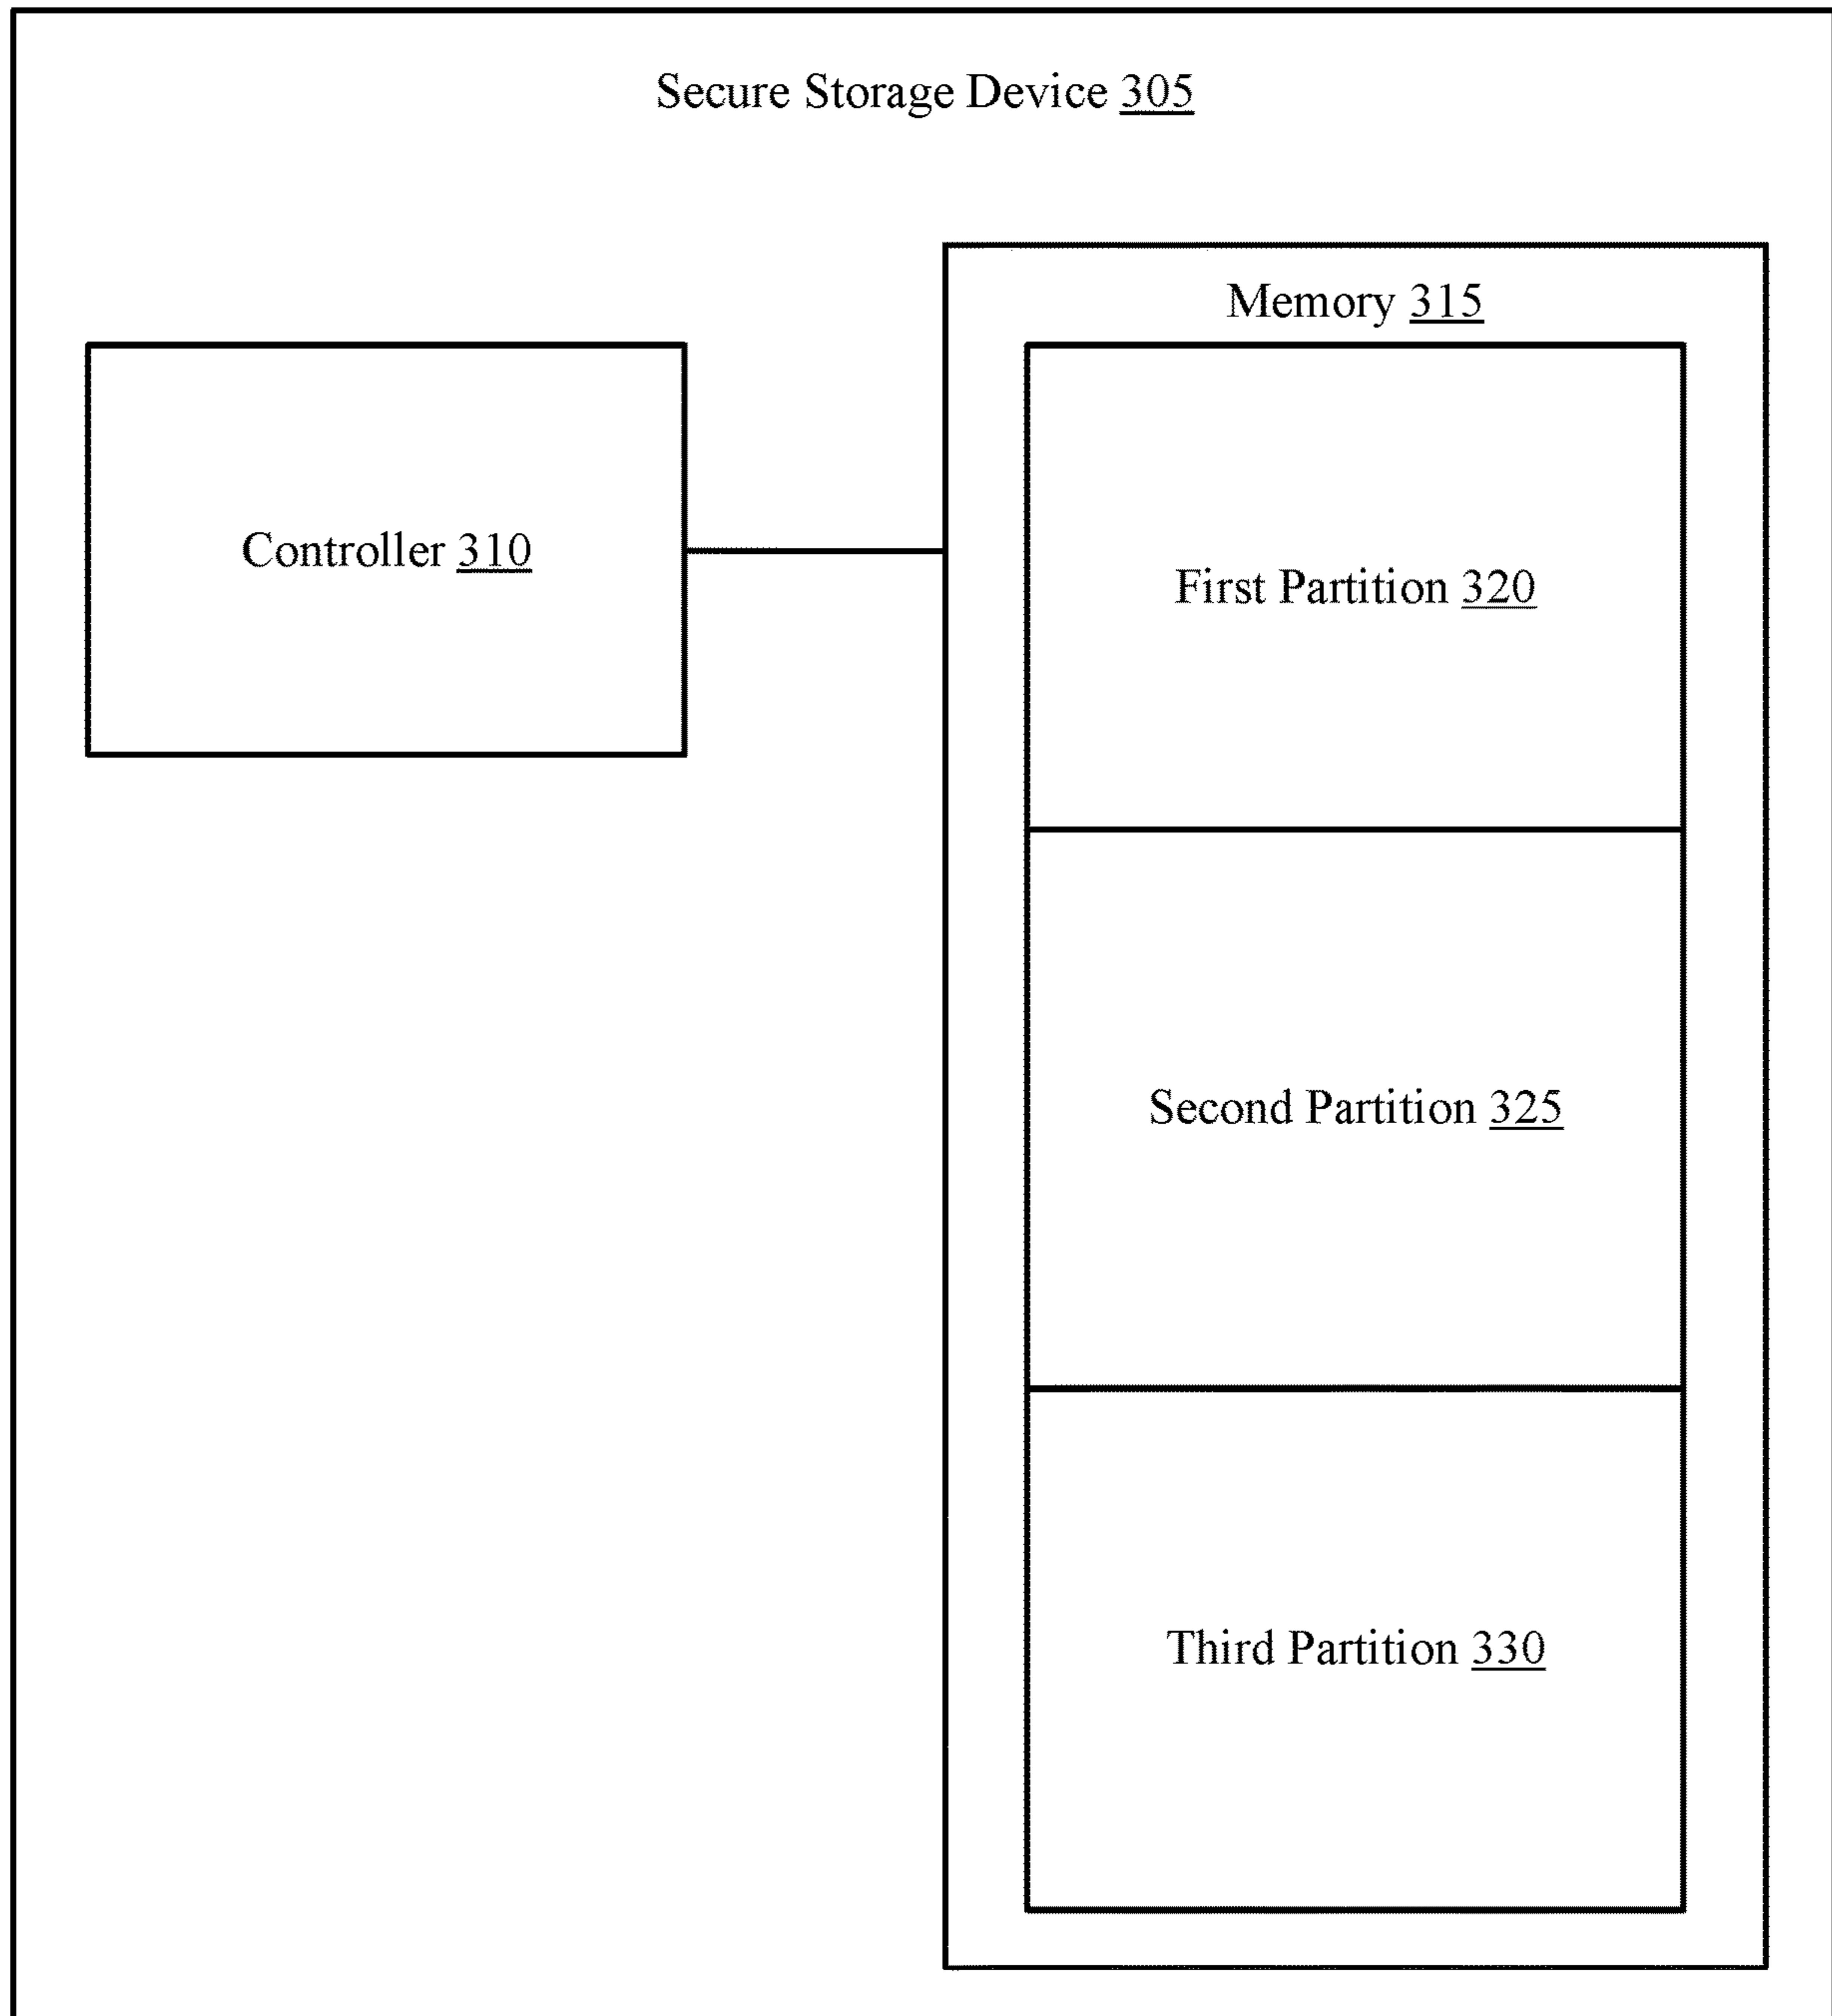 Secure Storage Device 305
Memory 315
Controller 310
First Partition 320
Second Partition 325
Third Partition 330